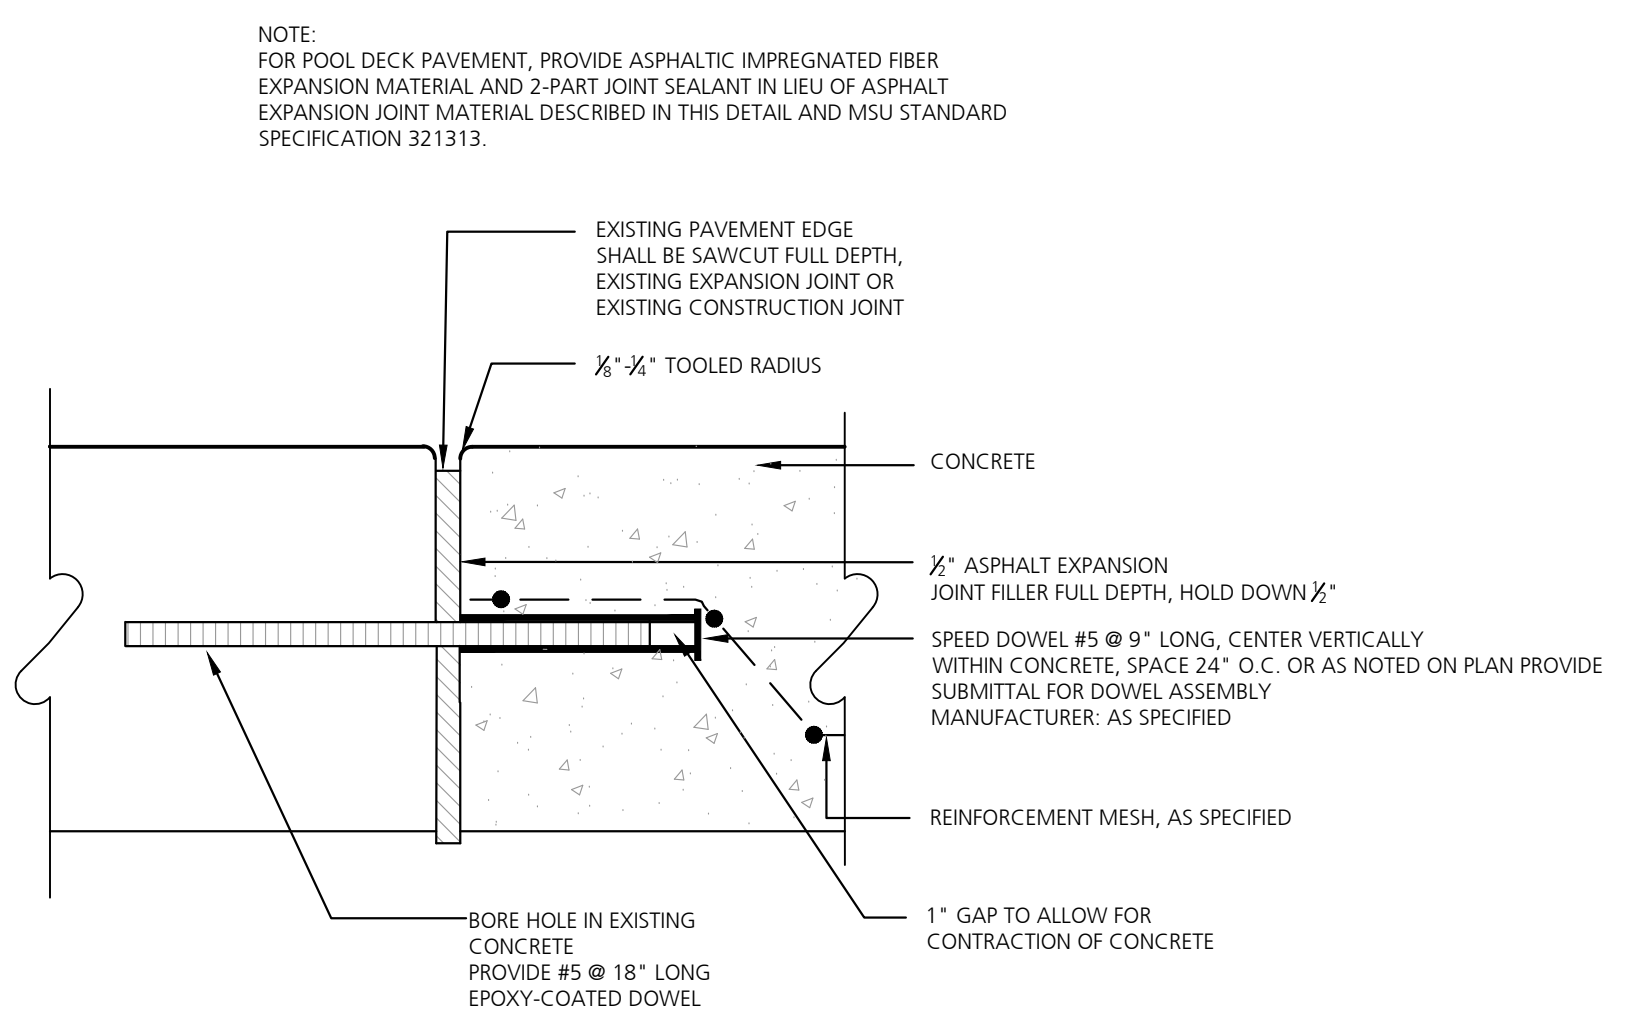 NOTE:
FOR POOL DECK PAVEMENT, PROVIDE ASPHALTIC IMPREGNATED FIBER
EXPANSION MATERIAL AND 2-PART JOINT SEALANT IN LIEU OF ASPHALT
EXPANSION JOINT MATERIAL DESCRIBED IN THIS DETAIL AND MSU STANDARD
SPECIFICATION 321313.
EXISTING PAVEMENT EDGE
SHALL BE SAWCUT FULL DEPTH,
EXISTING EXPANSION JOINT OR
EXISTING CONSTRUCTION JOINT
1/8"-1/4" TOOLED RADIUS
CONCRETE
1/2" ASPHALT EXPANSION
JOINT FILLER FULL DEPTH, HOLD DOWN 1/2"
SPEED DOWEL #5 @ 9" LONG, CENTER VERTICALLY
WITHIN CONCRETE, SPACE 24" O.C. OR AS NOTED ON PLAN PROVIDE
SUBMITTAL FOR DOWEL ASSEMBLY
MANUFACTURER: AS SPECIFIED
REINFORCEMENT MESH, AS SPECIFIED
1" GAP TO ALLOW FOR
CONTRACTION OF CONCRETE
BORE HOLE IN EXISTING
CONCRETE
PROVIDE #5 @ 18" LONG
EPOXY-COATED DOWEL